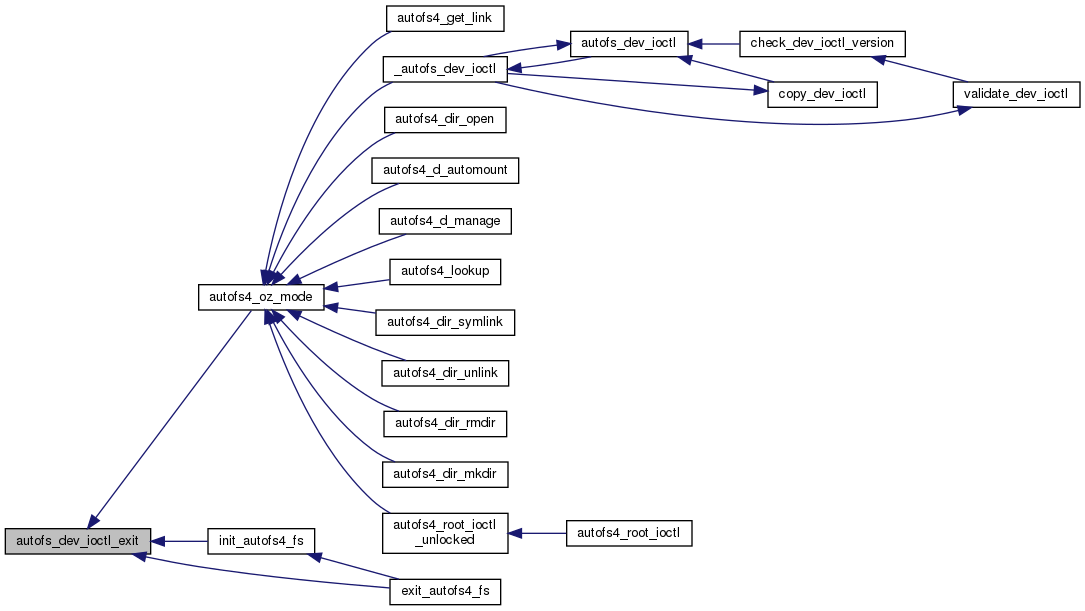 autofs4_get_link
autofs_dev_ioctl
check_dev_ioctl_version
_autofs_dev_ioctl
copy_dev_ioctl
validate_dev_ioctl
autofs4_dir_open
autofs4_d_automount
autofs4_d_manage
autofs4_lookup
autofs4_oz_mode
autofs4_dir_symlink
autofs4_dir_unlink
autofs4_dir_rmdir
autofs4_dir_mkdir
autofs4_root_ioctl
_unlocked
autofs4_root_ioctl
autofs_dev_ioctl_exit
init_autofs4_fs
exit_autofs4_fs